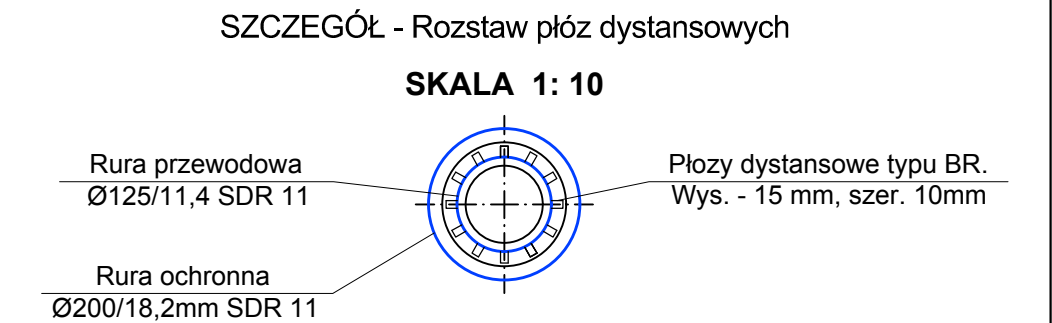 SZCZEGÓŁ - Rozstaw płóz dystansowych
SKALA 1: 10
Rura przewodowa
Ø125/11,4 SDR 11
Płozy dystansowe typu BR.
Wys. - 15 mm, szer. 10mm
Rura ochronna
Ø200/18,2mm SDR 11